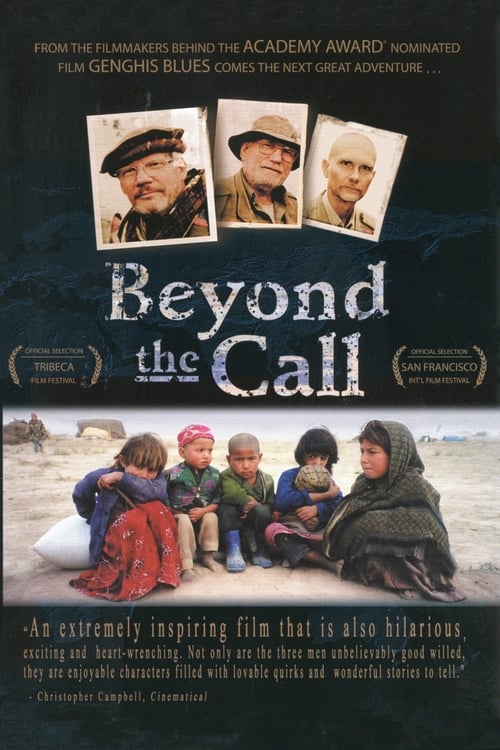 FROM THE FILMMAKERS BEHIND THE ACADEMY AWARD® NOMINATED
FILM GENGHIS BLUES COMES THE NEXT GREAT ADVENTURE . . .
Beyond
the Call
OFFICIAL SELECTION
TRIBECA
FILM FESTIVAL
OFFICIAL SELECTION
SAN FRANCISCO
INT'L FILM FESTIVAL
"An extremely inspiring film that is also hilarious,
exciting and heart-wrenching. Not only are the three men unbelievably good willed,
they are enjoyable characters filled with lovable quirks and wonderful stories to tell."
- Christopher Campbell, Cinematical